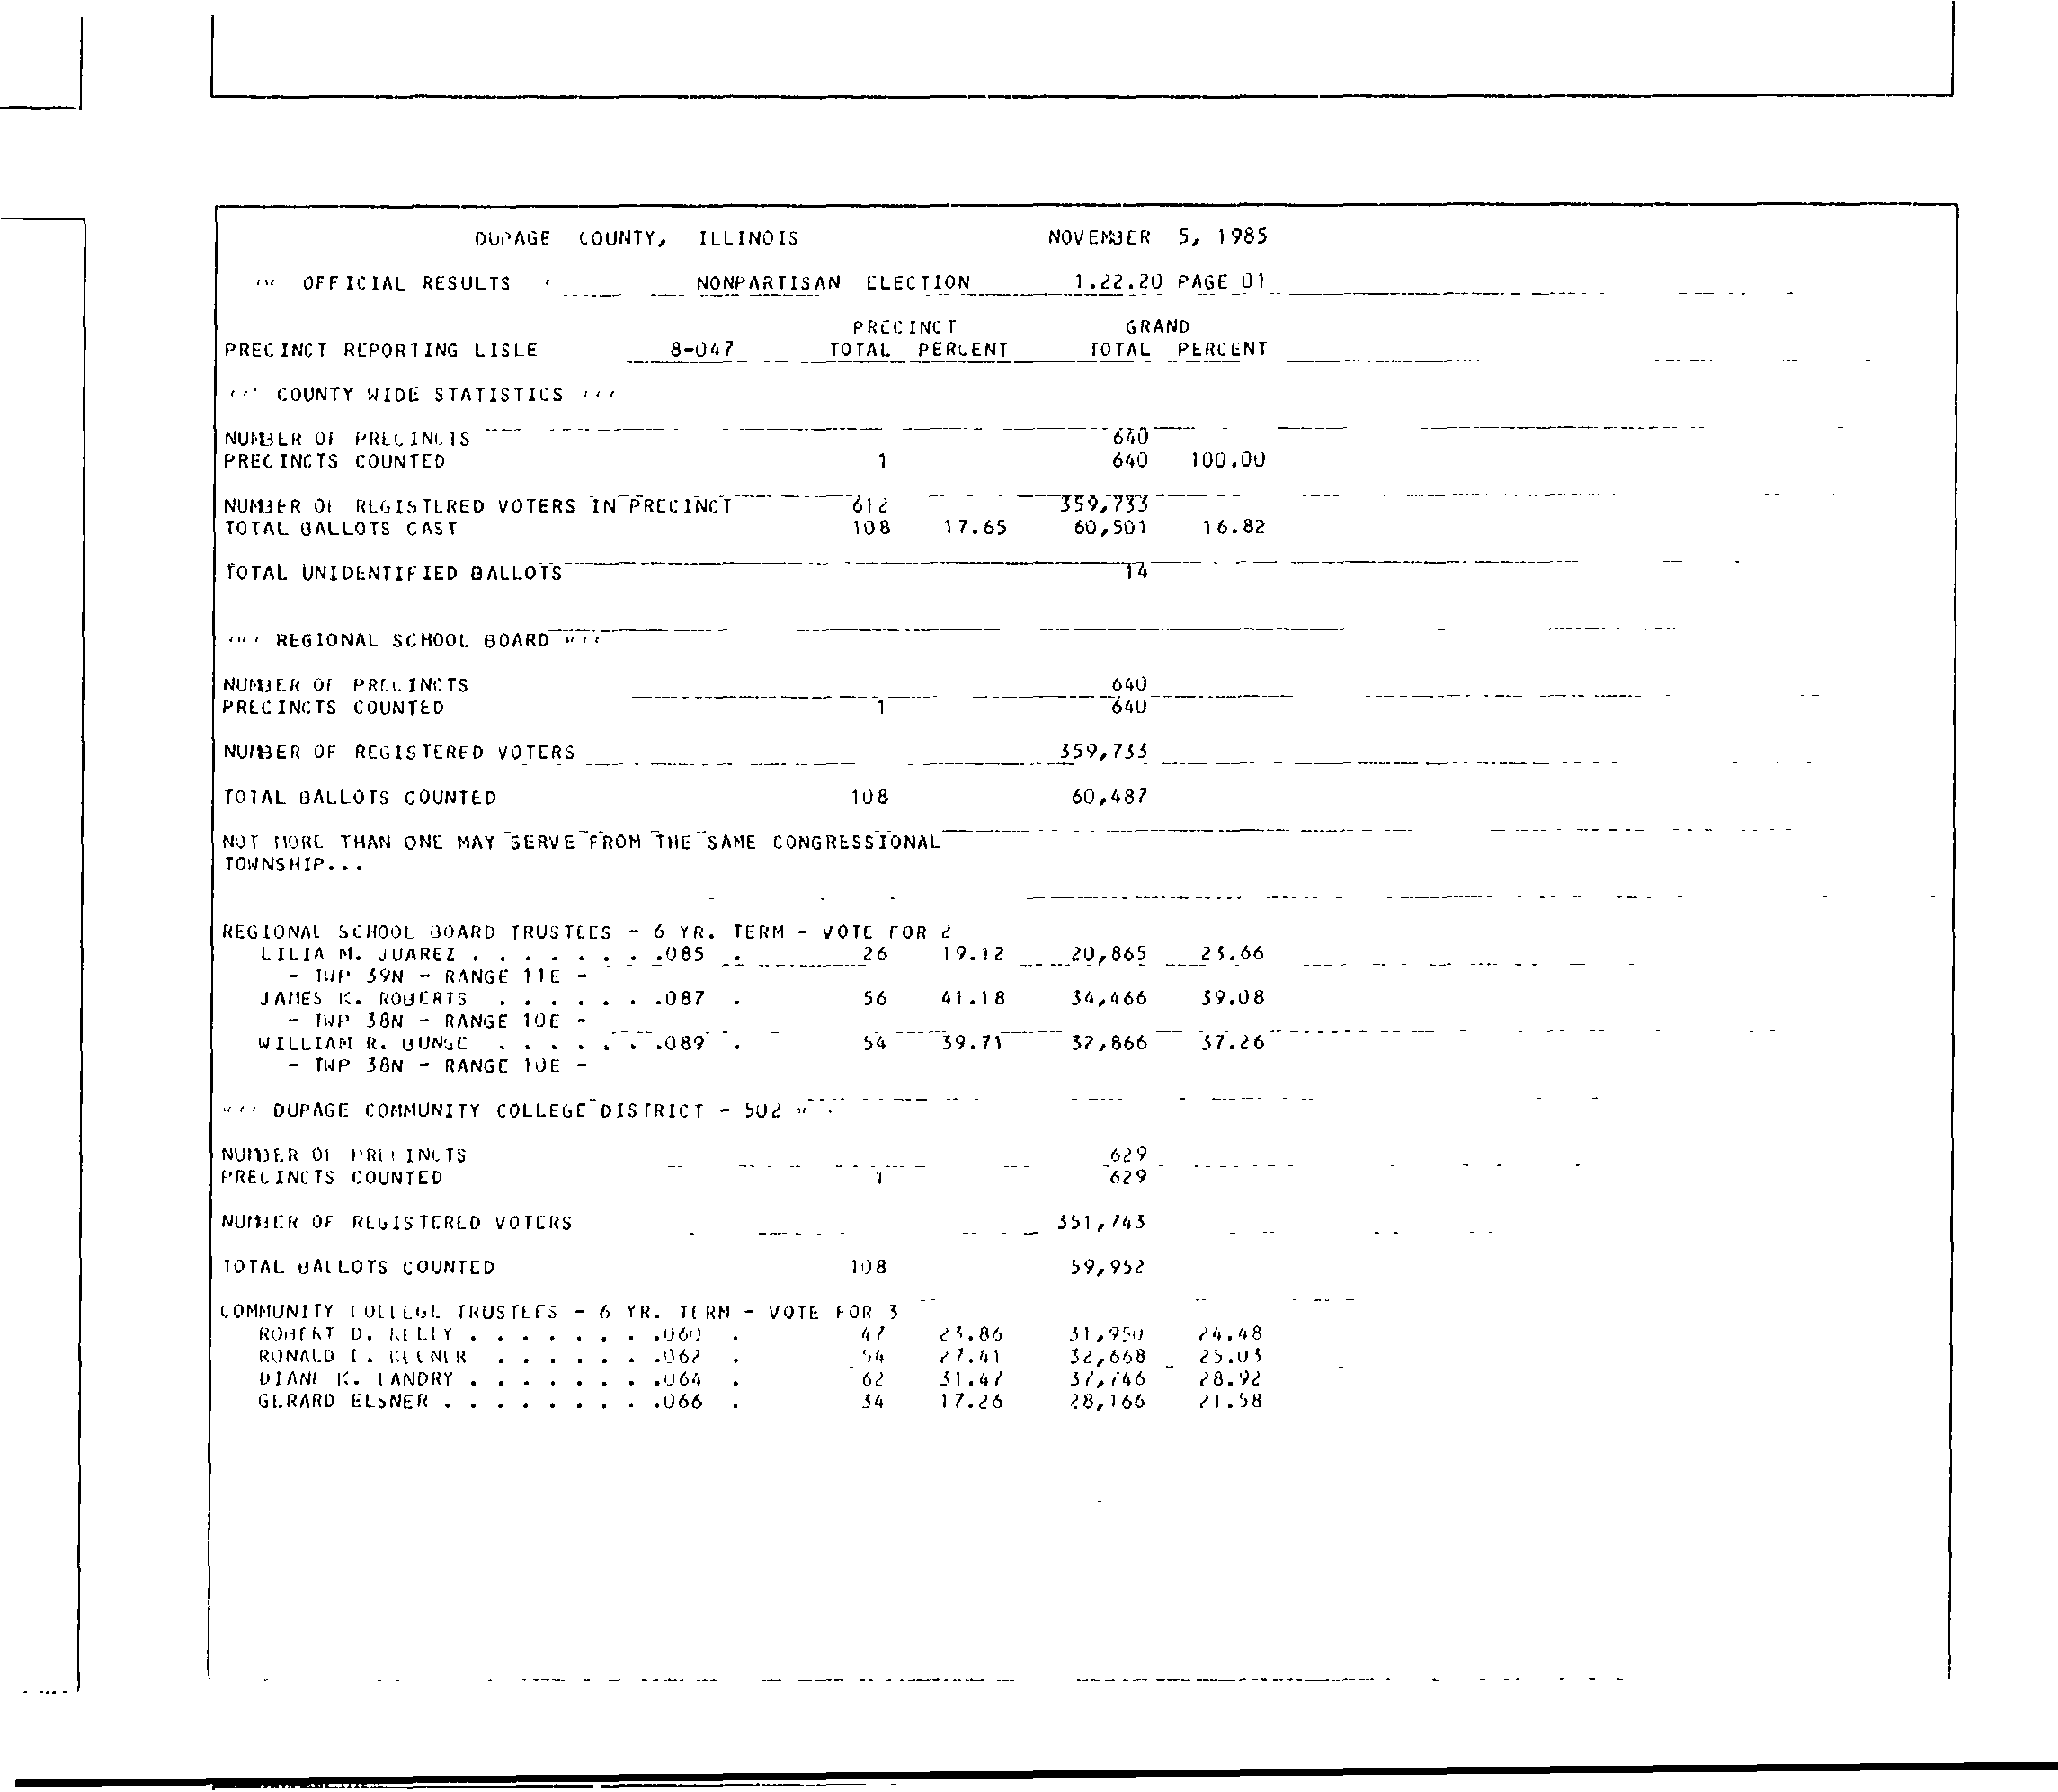 DUPAGE COUNTY, ILLINOIS NOVEMBER 5, 1985
OFFICIAL RESULTS NONPARTISAN ELECTION 1.22.20 PAGE 01
PRECINCT GRAND
PRECINCT REPORTING LISLE 8-047 TOTAL PERCENT TOTAL PERCENT
COUNTY WIDE STATISTICS
NUMBER OF PRECINCTS 640
PRECINCTS COUNTED 1 640 100.00
NUMBER OF REGISTERED VOTERS IN PRECINCT 612 359,733
TOTAL BALLOTS CAST 108 17.65 60,501 16.82
TOTAL UNIDENTIFIED BALLOTS 14
REGIONAL SCHOOL BOARD
NUMBER OF PRECINCTS 640
PRECINCTS COUNTED 1 640
NUMBER OF REGISTERED VOTERS 359,733
TOTAL BALLOTS COUNTED 108 60,487
NOT MORE THAN ONE MAY SERVE FROM THE SAME CONGRESSIONAL
TOWNSHIP...
REGIONAL SCHOOL BOARD TRUSTEES - 6 YR. TERM - VOTE FOR 2
LILIA M. JUAREZ . . . . . . . .085 . 26 19.12 20,865 23.66
- TWP 39N - RANGE 11E -
JAMES K. ROBERTS . . . . . . .087 . 56 41.18 34,466 39.08
- TWP 38N - RANGE 10E -
WILLIAM R. BUNGE . . . . . . .089 . 54 39.71 32,866 37.26
- TWP 38N - RANGE 10E -
DUPAGE COMMUNITY COLLEGE DISTRICT - 502
NUMBER OF PRECINCTS 629
PRECINCTS COUNTED 1 629
NUMBER OF REGISTERED VOTERS 351,743
TOTAL BALLOTS COUNTED 108 59,952
COMMUNITY COLLEGE TRUSTEES - 6 YR. TERM - VOTE FOR 3
ROBERT D. KELLY . . . . . . . .060 . 47 23.86 31,950 24.48
RONALD KEENER . . . . . . .062 . 54 27.41 32,668 25.03
DIANE K. LANDRY . . . . . . . .064 . 62 31.47 37,746 28.92
GERARD ELSNER . . . . . . . . .066 . 34 17.26 28,166 21.58